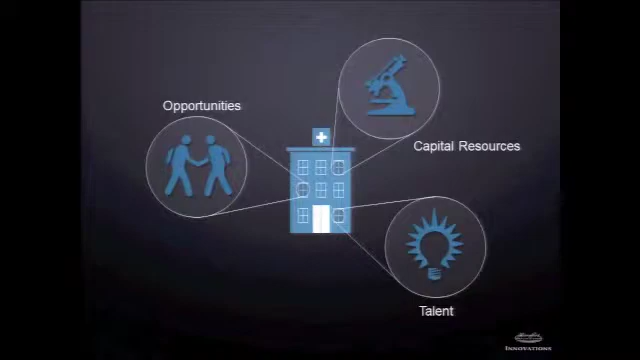 Opportunities
Capital Resources
Talent
INNOVATIONS